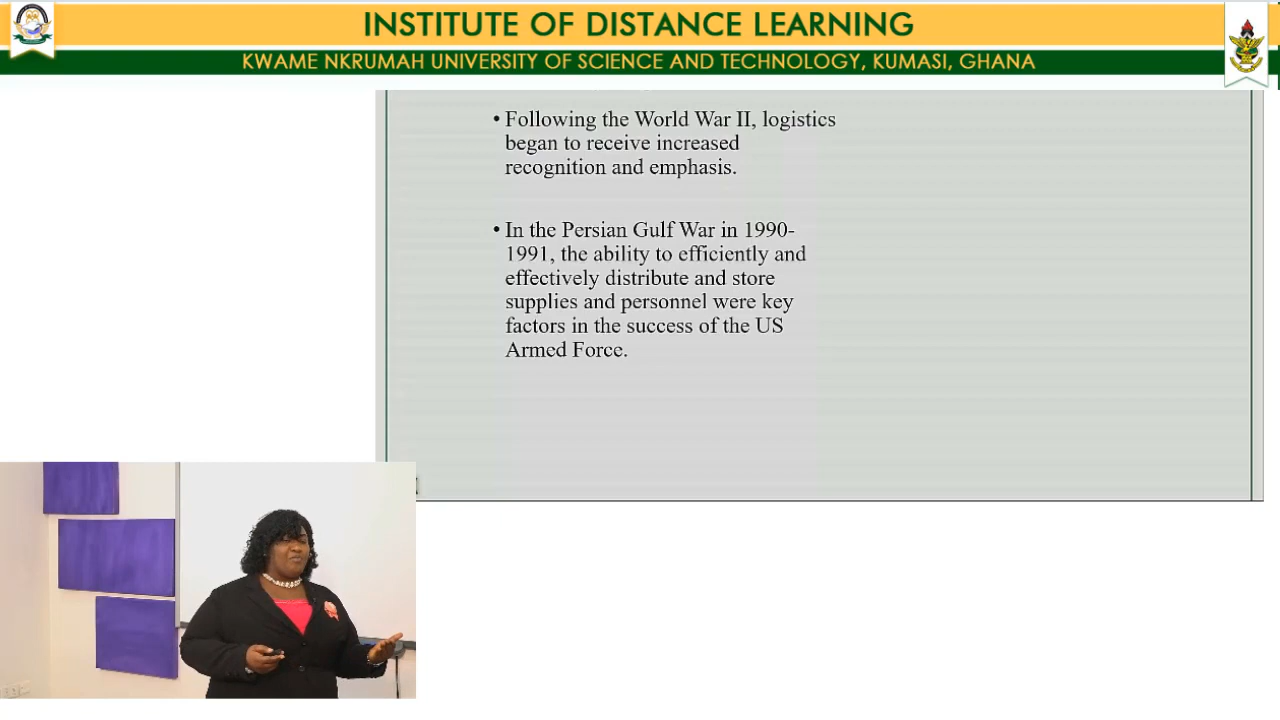 INSTITUTE OF DISTANCE LEARNING
KWAME NKRUMAH UNIVERSITY OF SCIENCE AND TECHNOLOGY, KUMASI, GHANA
• Following the World War II, logistics
began to receive increased
recognition and emphasis.
• In the Persian Gulf War in 1990-
1991, the ability to efficiently and
effectively distribute and store
supplies and personnel were key
factors in the success of the US
Armed Force.